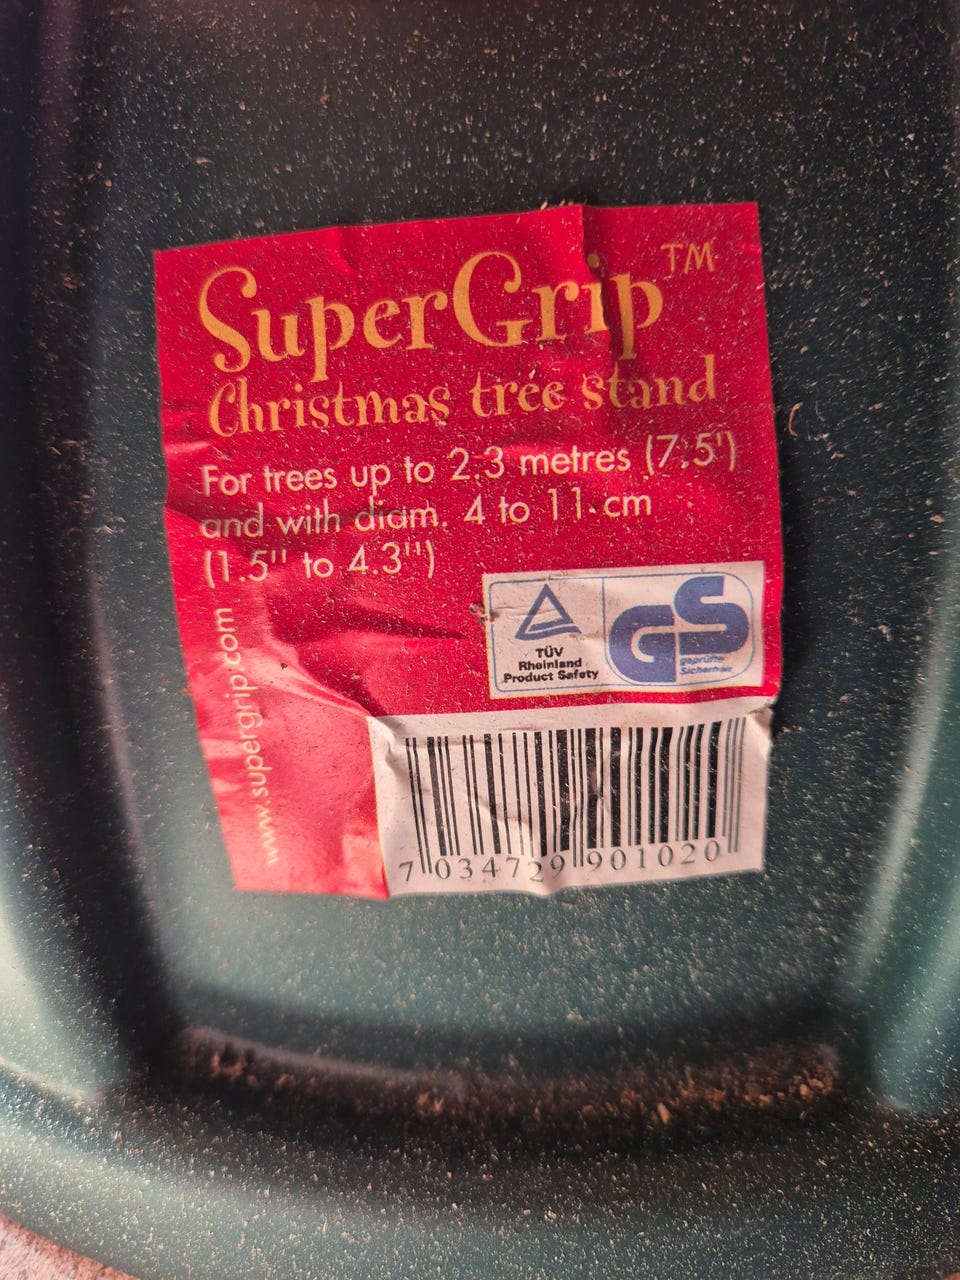 SuperGrip™
Christmas tree stand
For trees up to 2.3 metres (7.5')
and with diam. 4 to 11 cm
(1.5" to 4.3")
www.supergrip.com
TÜV
Rheinland
Product Safety
GS
geprüfte
Sicherheit
7 034729 901020